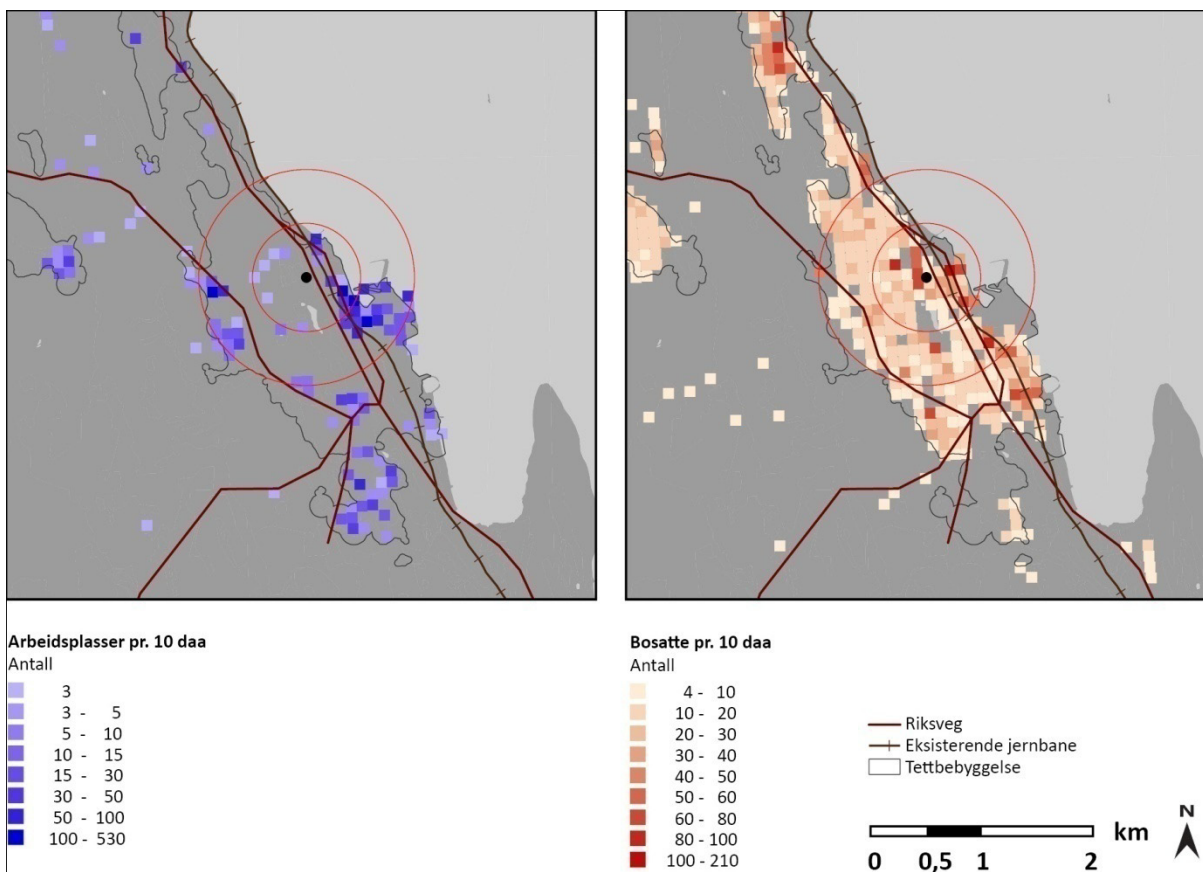 Arbeidsplasser pr. 10 daa
Antall
3
3 - 5
5 - 10
10 - 15
15 - 30
30 - 50
50 - 100
100 - 530
Bosatte pr. 10 daa
Antall
4 - 10
10 - 20
20 - 30
30 - 40
40 - 50
50 - 60
60 - 80
80 - 100
100 - 210
Riksveg
Eksisterende jernbane
Tettbebyggelse
km
0 0,5 1 2
N